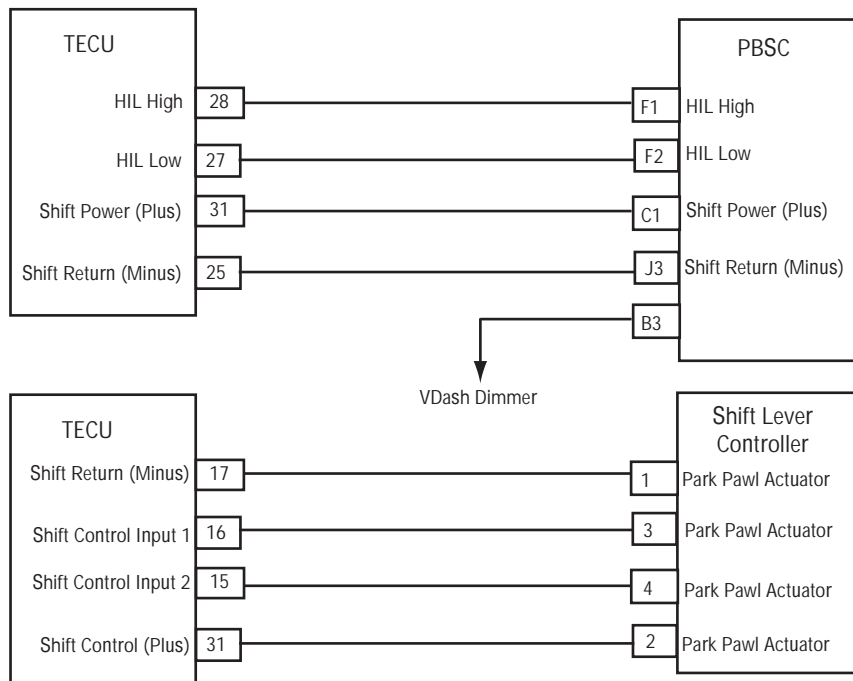 TECU
HIL High 28
HIL Low 27
Shift Power (Plus) 31
Shift Return (Minus) 25
PBSC
F1 HIL High
F2 HIL Low
C1 Shift Power (Plus)
J3 Shift Return (Minus)
B3
VDash Dimmer
TECU
Shift Return (Minus) 17
Shift Control Input 1 16
Shift Control Input 2 15
Shift Control (Plus) 31
Shift Lever
Controller
1 Park Pawl Actuator
3 Park Pawl Actuator
4 Park Pawl Actuator
2 Park Pawl Actuator